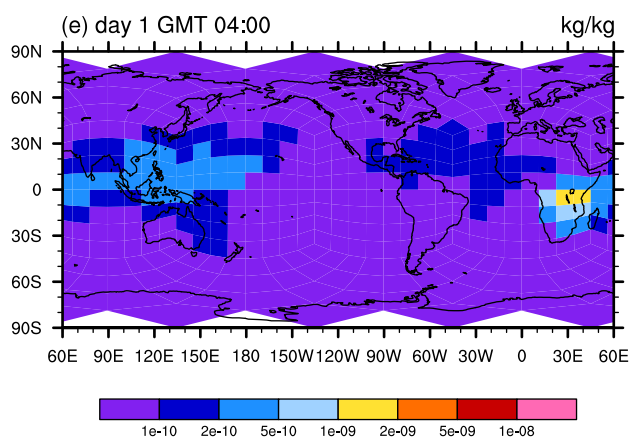 (e) day 1 GMT 04:00 kg/kg
90N
60N
30N
0
30S
60S
90S
60E 90E 120E 150E 180 150W 120W 90W 60W 30W 0 30E 60E
1e-10 2e-10 5e-10 1e-09 2e-09 5e-09 1e-08